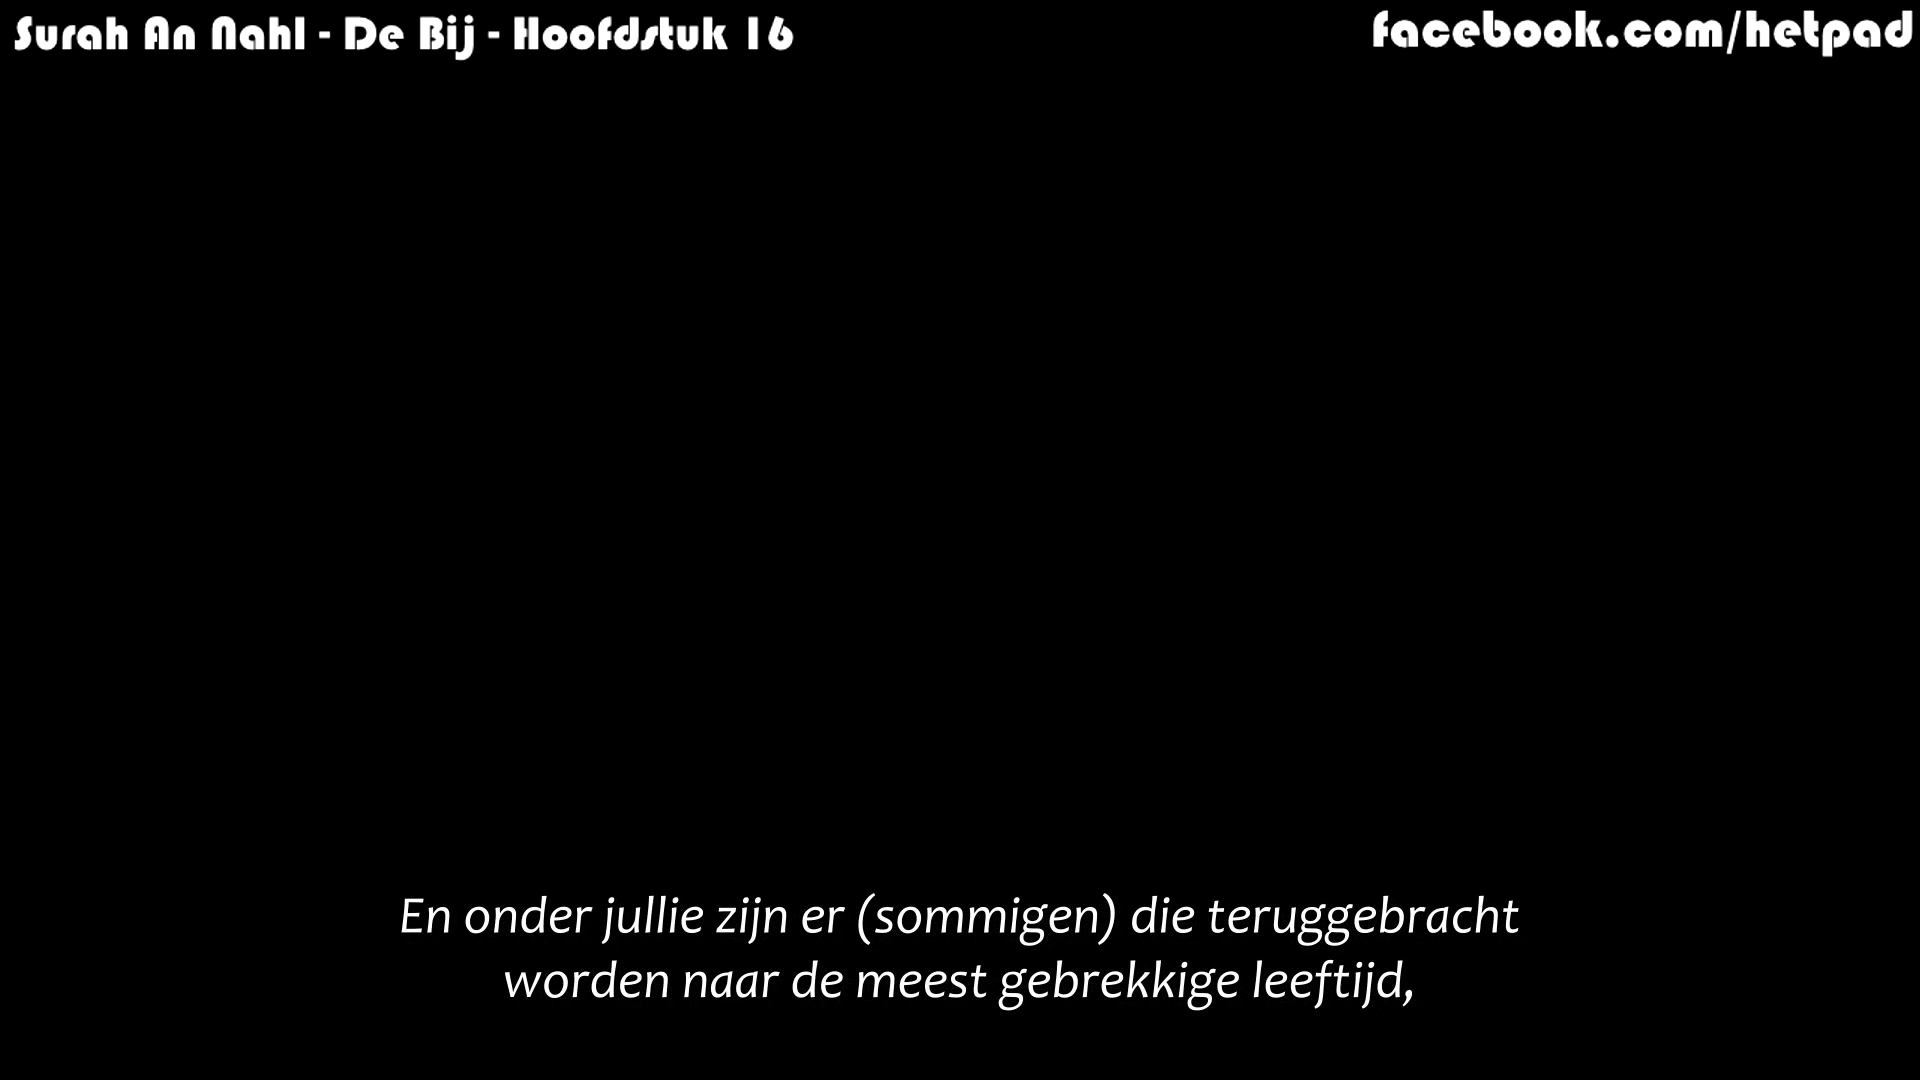 Surah An Nahl - De Bij - Hoofdstuk 16
facebook.com/hetpad
En onder jullie zijn er (sommigen) die teruggebracht
worden naar de meest gebrekkige leeftijd,